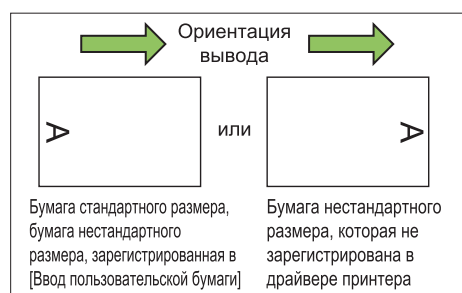 Ориентация
вывода
A
или
A
Бумага стандартного размера,
бумага нестандартного
размера, зарегистрированная в
[Ввод пользовательской бумаги]
Бумага нестандартного
размера, которая не
зарегистрирована в
драйвере принтера